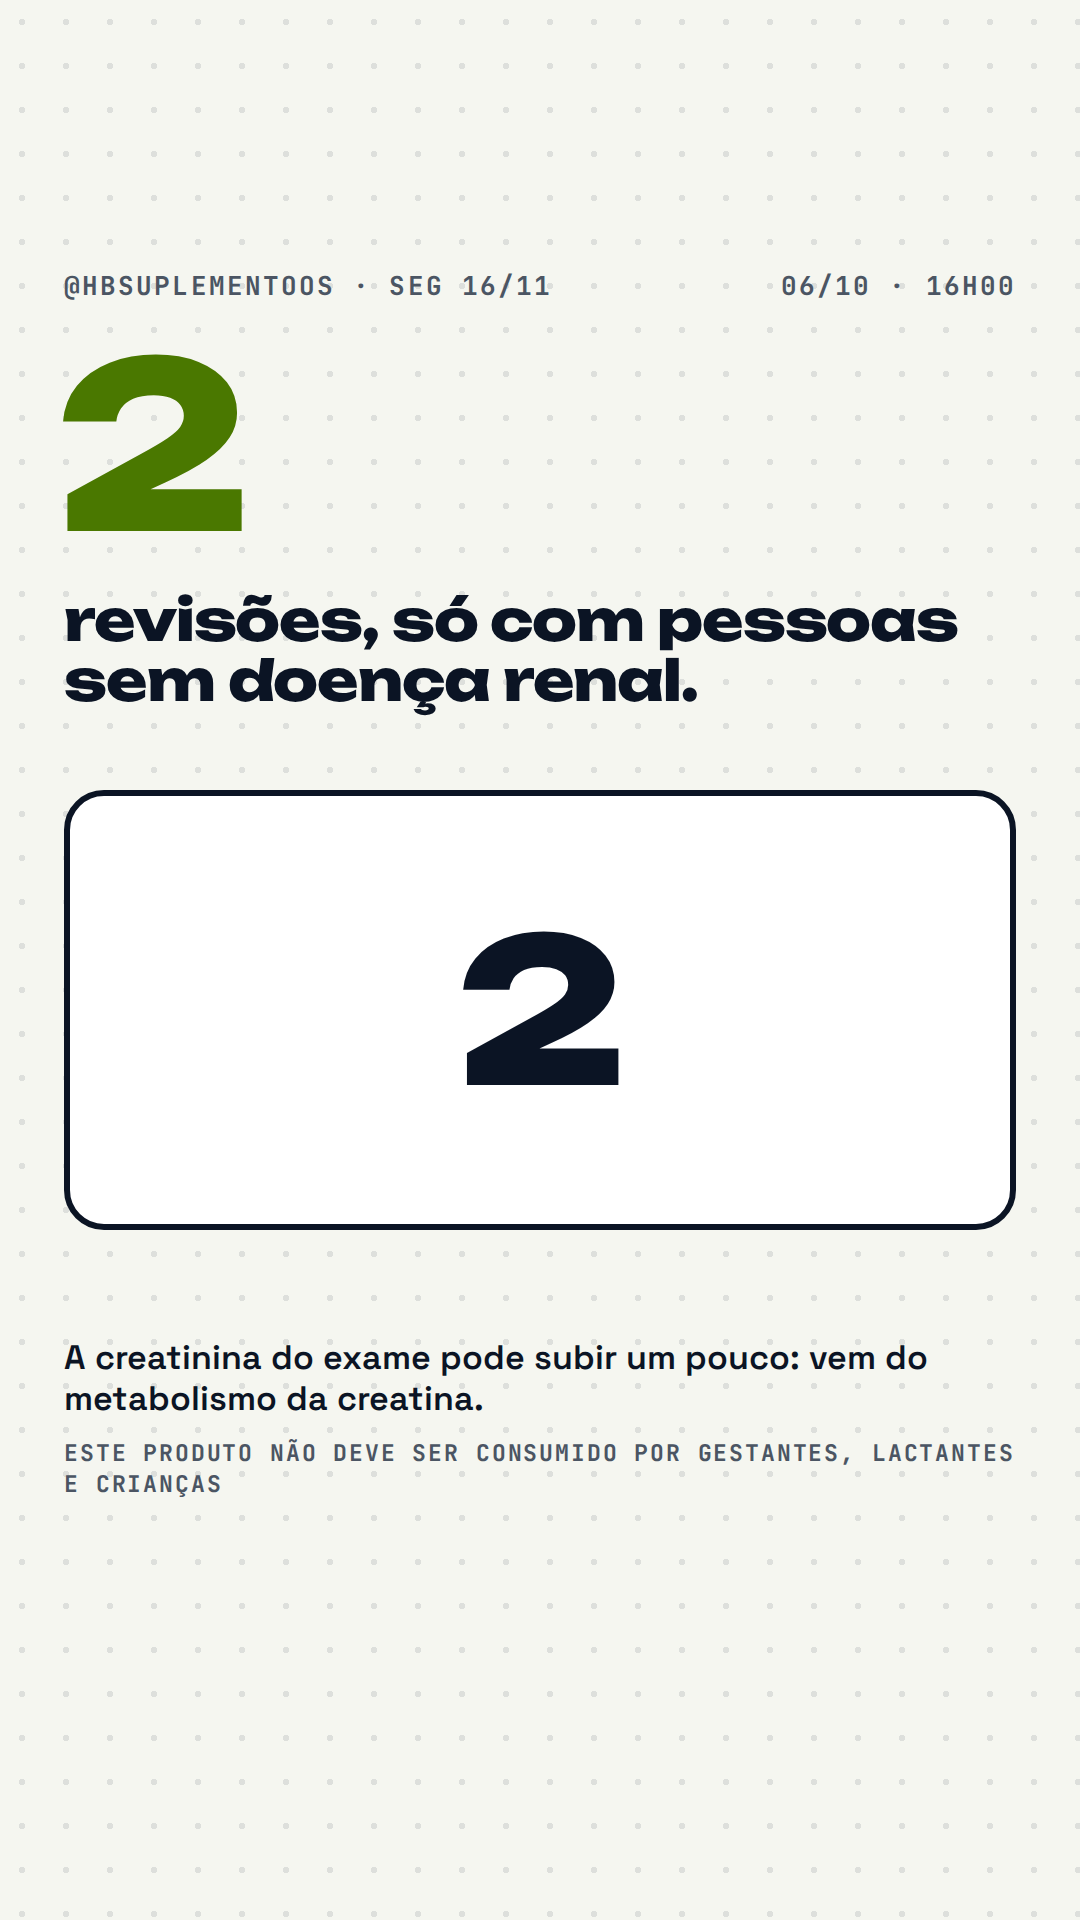 @HBSUPLEMENTOOS · SEG 16/11
06/10 · 16H00
2
revisões, só com pessoas
sem doença renal.
2
A creatinina do exame pode subir um pouco: vem do
metabolismo da creatina.
ESTE PRODUTO NÃO DEVE SER CONSUMIDO POR GESTANTES, LACTANTES
E CRIANÇAS